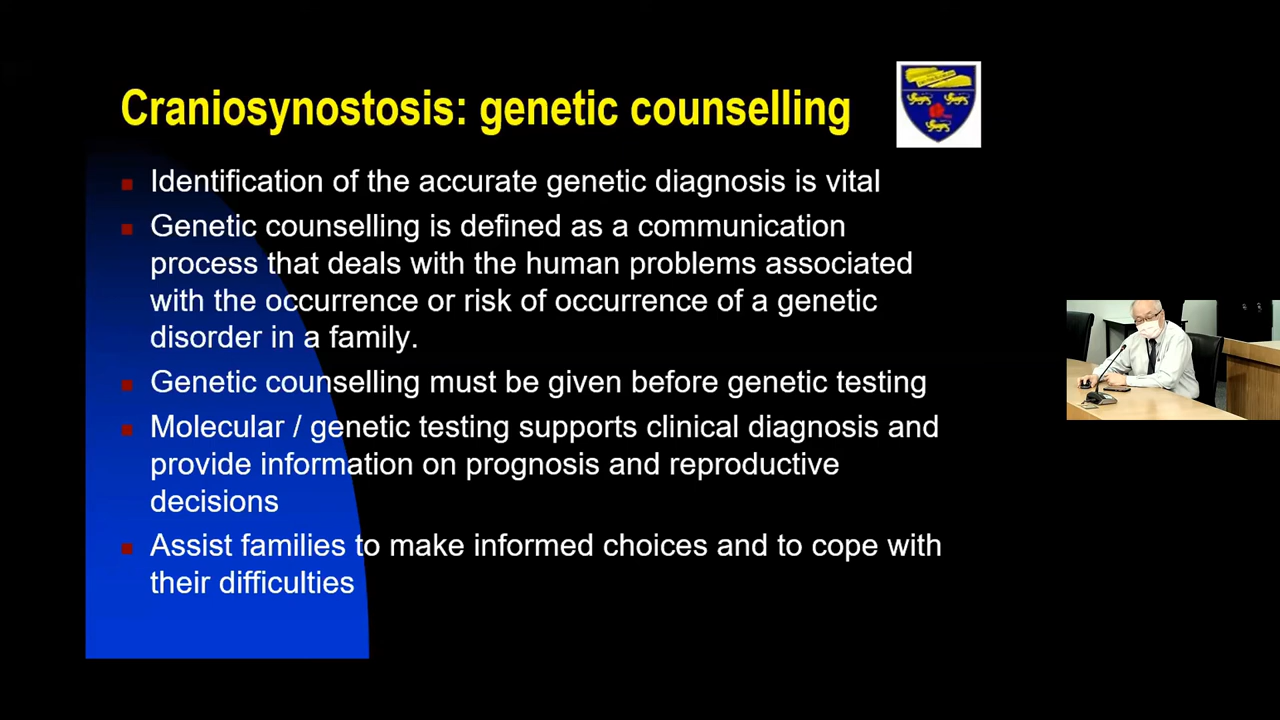 Craniosynostosis: genetic counselling
Identification of the accurate genetic diagnosis is vital
Genetic counselling is defined as a communication
process that deals with the human problems associated
with the occurrence or risk of occurrence of a genetic
disorder in a family.
Genetic counselling must be given before genetic testing
Molecular / genetic testing supports clinical diagnosis and
provide information on prognosis and reproductive
decisions
Assist families to make informed choices and to cope with
their difficulties